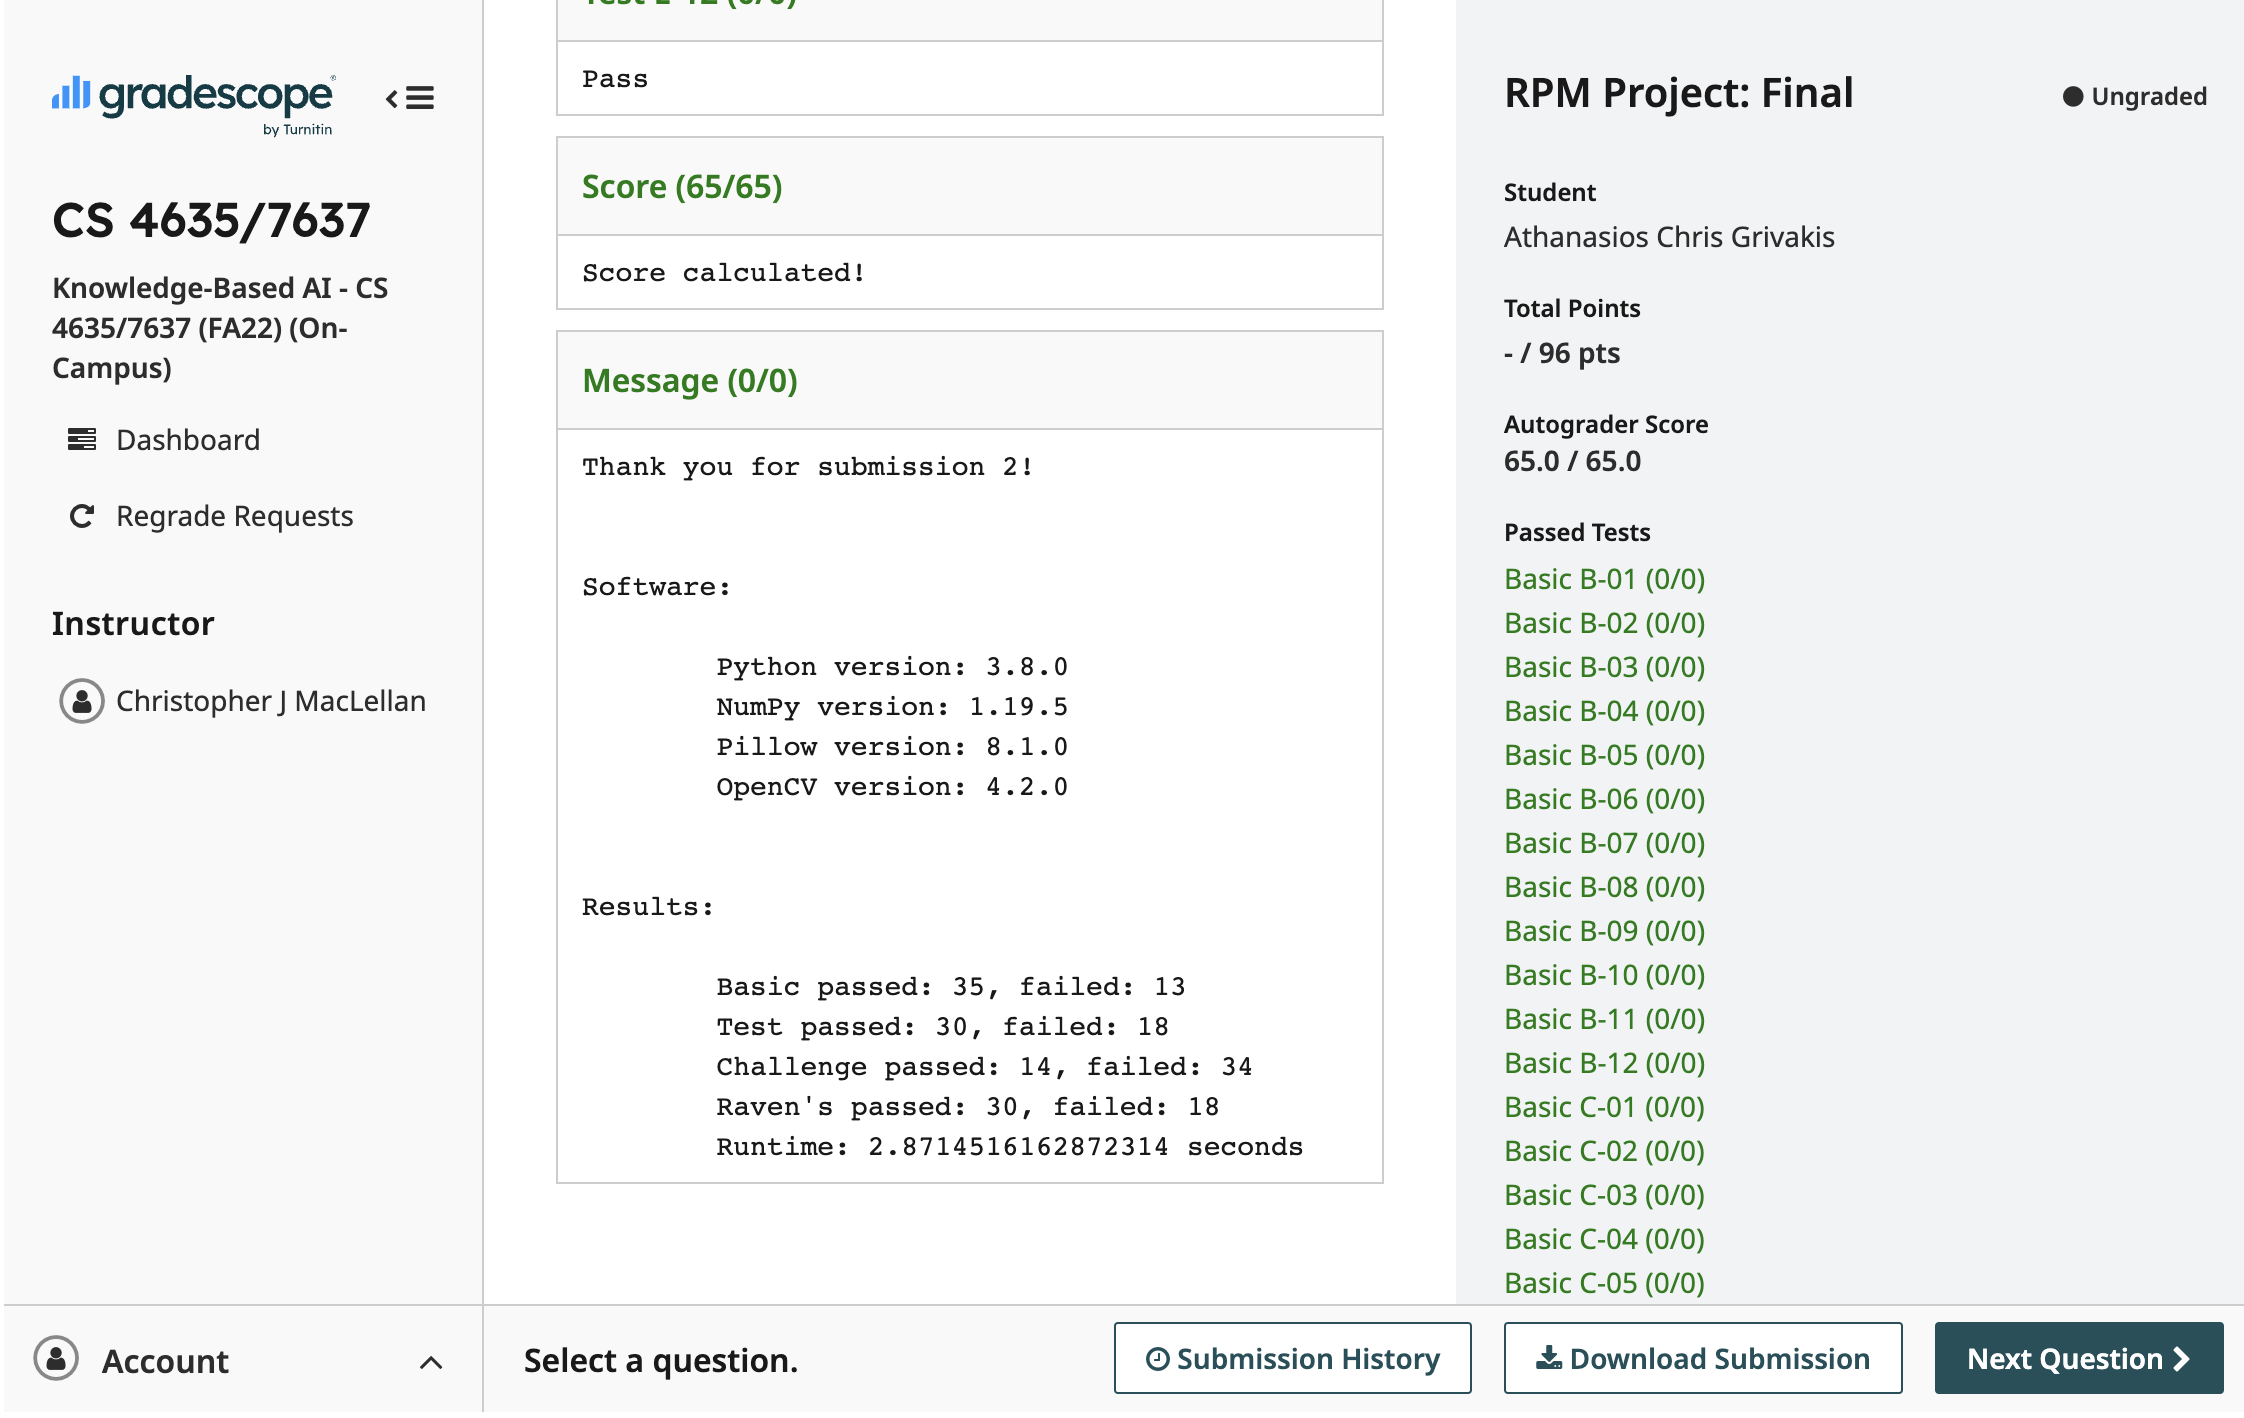 gradescope
by Turnitin
CS 4635/7637
Knowledge-Based AI - CS
4635/7637 (FA22) (On-
Campus)
Dashboard
Regrade Requests
Instructor
Christopher J MacLellan
Account
Pass
Score (65/65)
Score calculated!
Message (0/0)
Thank you for submission 2!
Software:
Python version: 3.8.0
NumPy version: 1.19.5
Pillow version: 8.1.0
OpenCV version: 4.2.0
Results:
Basic passed: 35, failed: 13
Test passed: 30, failed: 18
Challenge passed: 14, failed: 34
Raven's passed: 30, failed: 18
Runtime: 2.8714516162872314 seconds
RPM Project: Final
Ungraded
Student
Athanasios Chris Grivakis
Total Points
- / 96 pts
Autograder Score
65.0 / 65.0
Passed Tests
Basic B-01 (0/0)
Basic B-02 (0/0)
Basic B-03 (0/0)
Basic B-04 (0/0)
Basic B-05 (0/0)
Basic B-06 (0/0)
Basic B-07 (0/0)
Basic B-08 (0/0)
Basic B-09 (0/0)
Basic B-10 (0/0)
Basic B-11 (0/0)
Basic B-12 (0/0)
Basic C-01 (0/0)
Basic C-02 (0/0)
Basic C-03 (0/0)
Basic C-04 (0/0)
Basic C-05 (0/0)
Select a question.
Submission History
Download Submission
Next Question